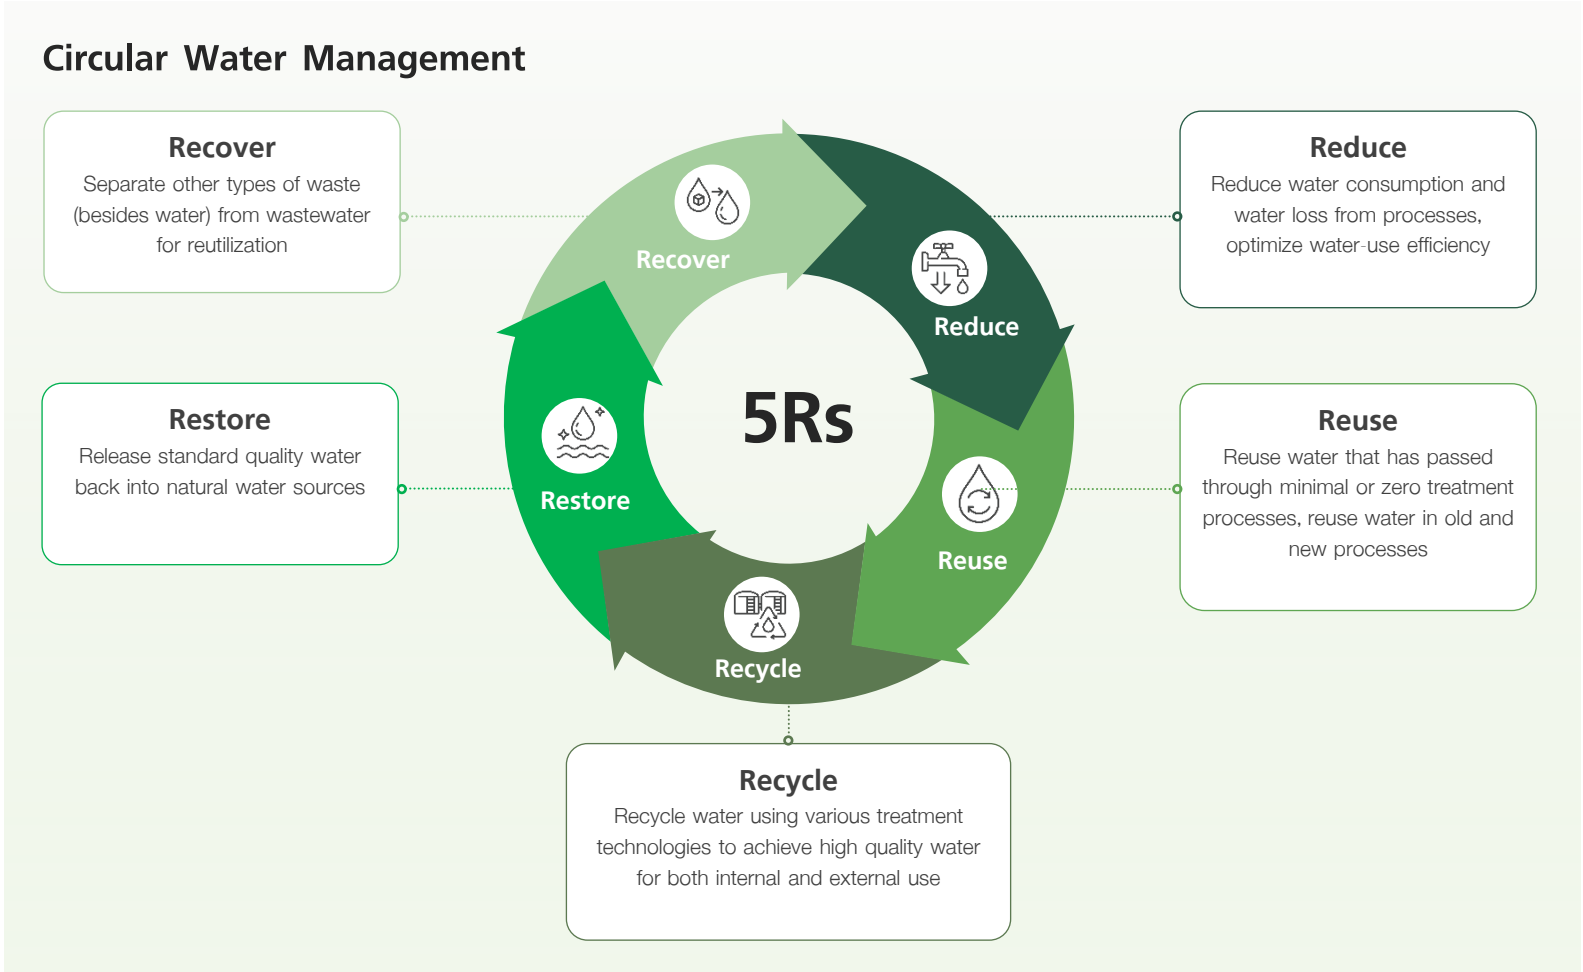 Circular Water Management
Recover
Separate other types of waste
(besides water) from wastewater
for reutilization
Reduce
Reduce water consumption and
water loss from processes,
optimize water-use efficiency
Recover
Reduce
5Rs
Restore
Release standard quality water
back into natural water sources
Reuse
Reuse water that has passed
through minimal or zero treatment
processes, reuse water in old and
new processes
Restore
Reuse
Recycle
Recycle
Recycle water using various treatment
technologies to achieve high quality water
for both internal and external use